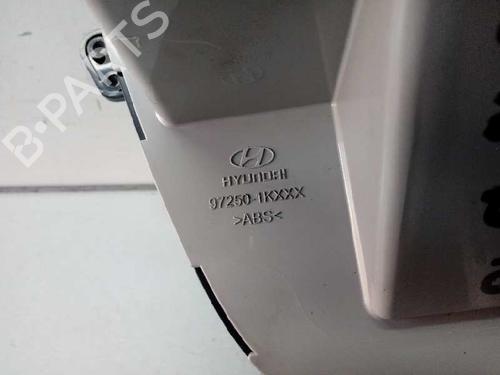 B-PARTS
HYUNDAI
97250-1KXXX
>ABS<